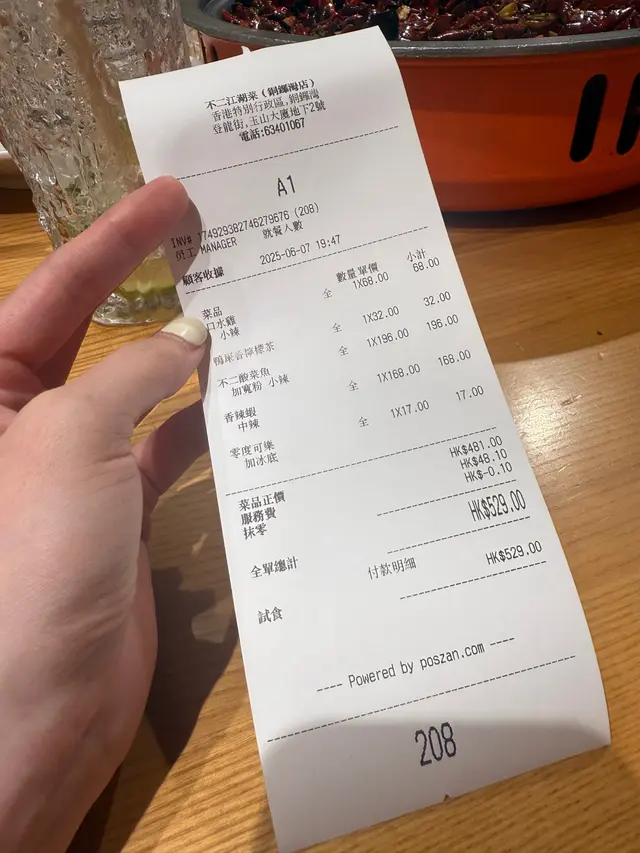 不二江湖菜 (銅鑼灣店)
香港特別行政區, 銅鑼灣
登龍街, 玉山大廈地下2號
電話:63401067
A1
INV# 1749293827462796 76 (208)
員工 MANAGER 就餐人數
顧客收據 2025-06-07 19:47
菜品 數量單價 小計
口水雞 全 1X68.00 68.00
小辣
鴨屎香檸檬茶 全 1X32.00 32.00
不二酸菜魚 全 1X196.00 196.00
加寬粉 小辣
香辣蝦 全 1X168.00 168.00
中辣
零度可樂 全 1X17.00 17.00
加冰底
菜品正價 HK$481.00
服務費 HK$48.10
抹零 HK$-0.10
全單總計 HK$529.00
付款明細
試食 HK$529.00
---- Powered by poszan.com ----
208